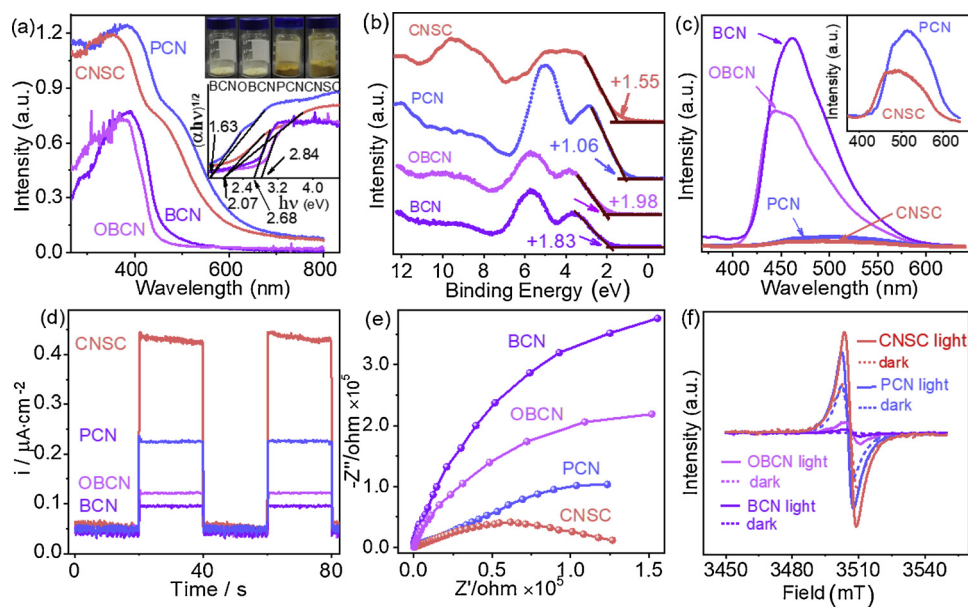 (a)
1.2
0.9
0.6
0.3
0.0
Intensity (a.u.)
PCN
CNSC
BCN
OBCN
BCN OBCN PCN CNSC
(αhν)1/2
1.63
2.84
2.4 3.2 4.0
hν (eV)
2.07
2.68
400 600 800
Wavelength (nm)
(b)
Intensity (a.u.)
CNSC
+1.55
PCN
+1.06
OBCN
+1.98
BCN
+1.83
12 10 8 6 4 2 0
Binding Energy (eV)
(c)
Intensity (a.u.)
BCN
OBCN
PCN
CNSC
Intensity (a.u.)
PCN
CNSC
400 500 600
400 450 500 550 600
Wavelength (nm)
(d)
0.4
0.3
0.2
0.1
0.0
i / μA·cm-2
CNSC
PCN
OBCN
BCN
0 40 80
Time / s
(e)
3.0
2.0
1.0
0.0
-Z''/ohm ×10^5
BCN
OBCN
PCN
CNSC
0.0 0.5 1.0 1.5
Z'/ohm ×10^5
(f)
Intensity (a.u.)
CNSC light
dark
PCN light
dark
OBCN light
dark
BCN light
dark
3450 3480 3510 3540
Field (mT)